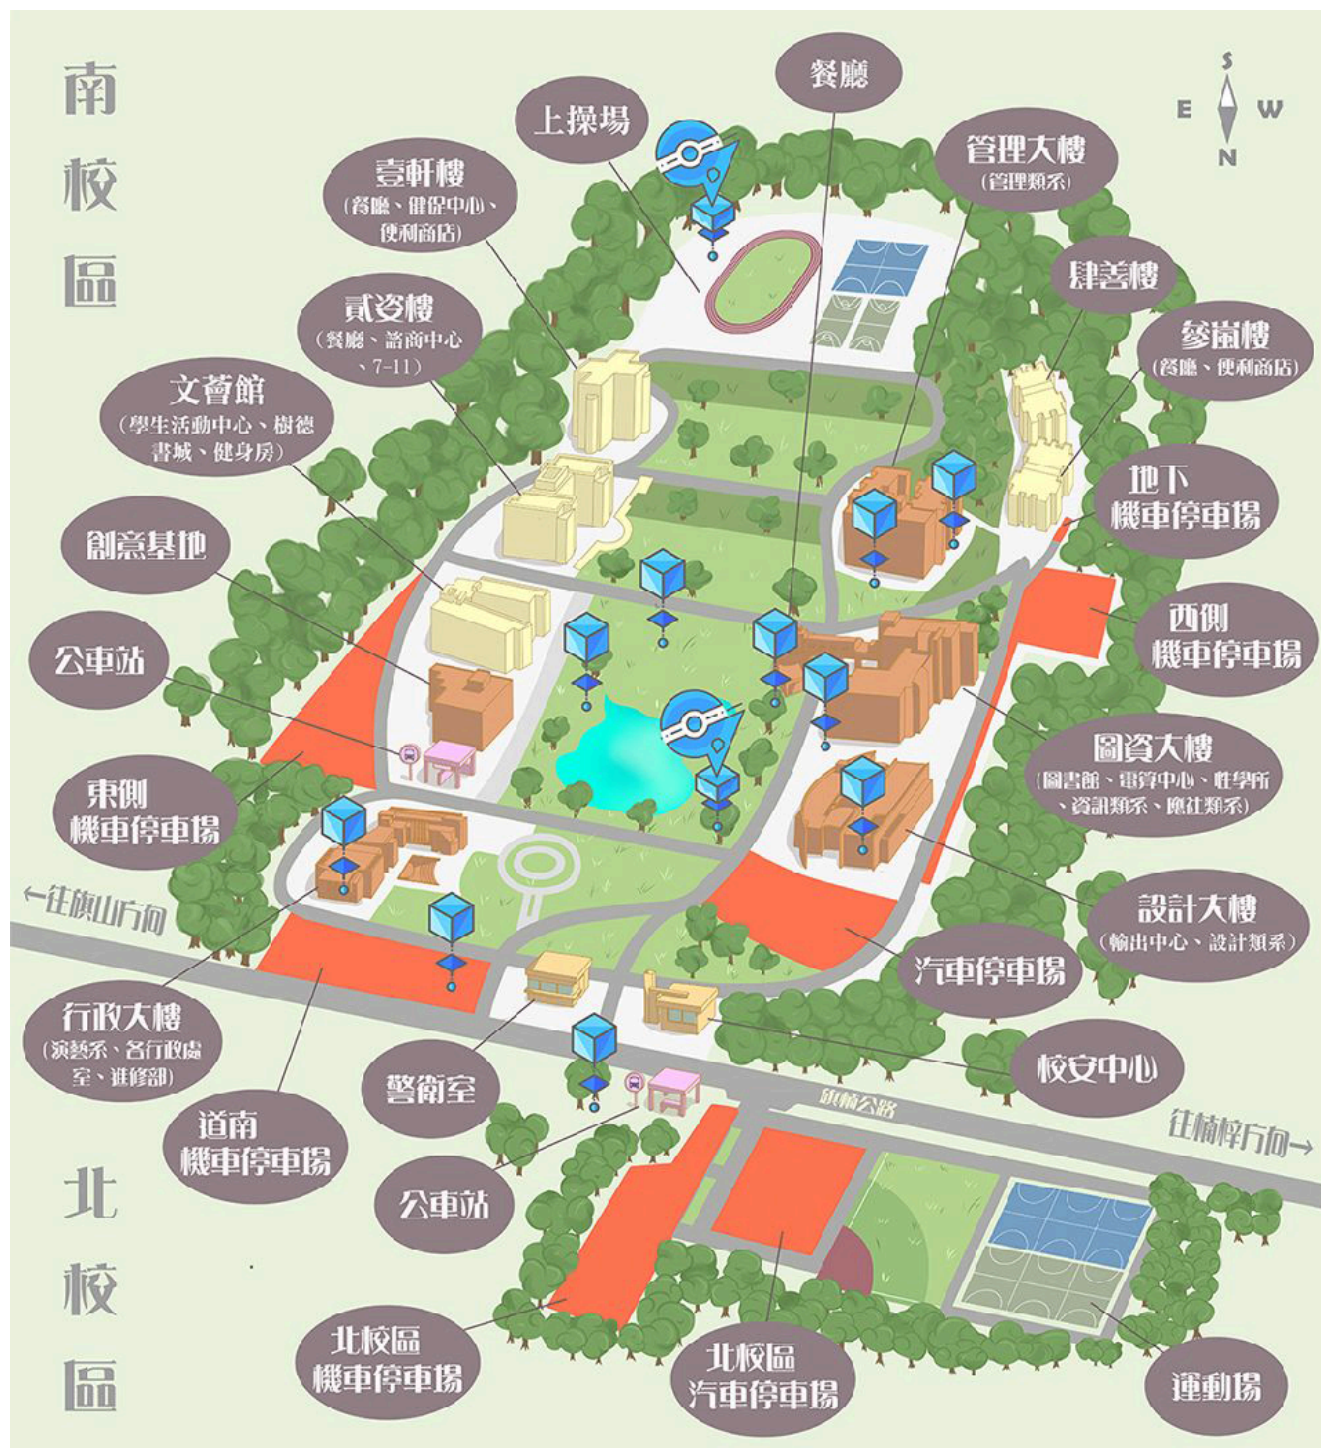 南校區
S
E W
N
餐廳
上操場
管理大樓
(管理類系)
壹軒樓
(餐廳、健促中心、
便利商店)
肆善樓
貳姿樓
(餐廳、諮商中心
、7-11)
參嵐樓
(餐廳、便利商店)
文薈館
(學生活動中心、樹德
書城、健身房)
地下
機車停車場
創意基地
西側
機車停車場
公車站
圖資大樓
(圖書館、電算中心、性學所
、資訊類系、應社類系)
東側
機車停車場
←往旗山方向
設計大樓
(輸出中心、設計類系)
汽車停車場
行政大樓
(演藝系、各行政處
室、進修部)
警衛室
校安中心
道南
機車停車場
旗楠公路
往楠梓方向→
公車站
北校區
北校區
機車停車場
北校區
汽車停車場
運動場